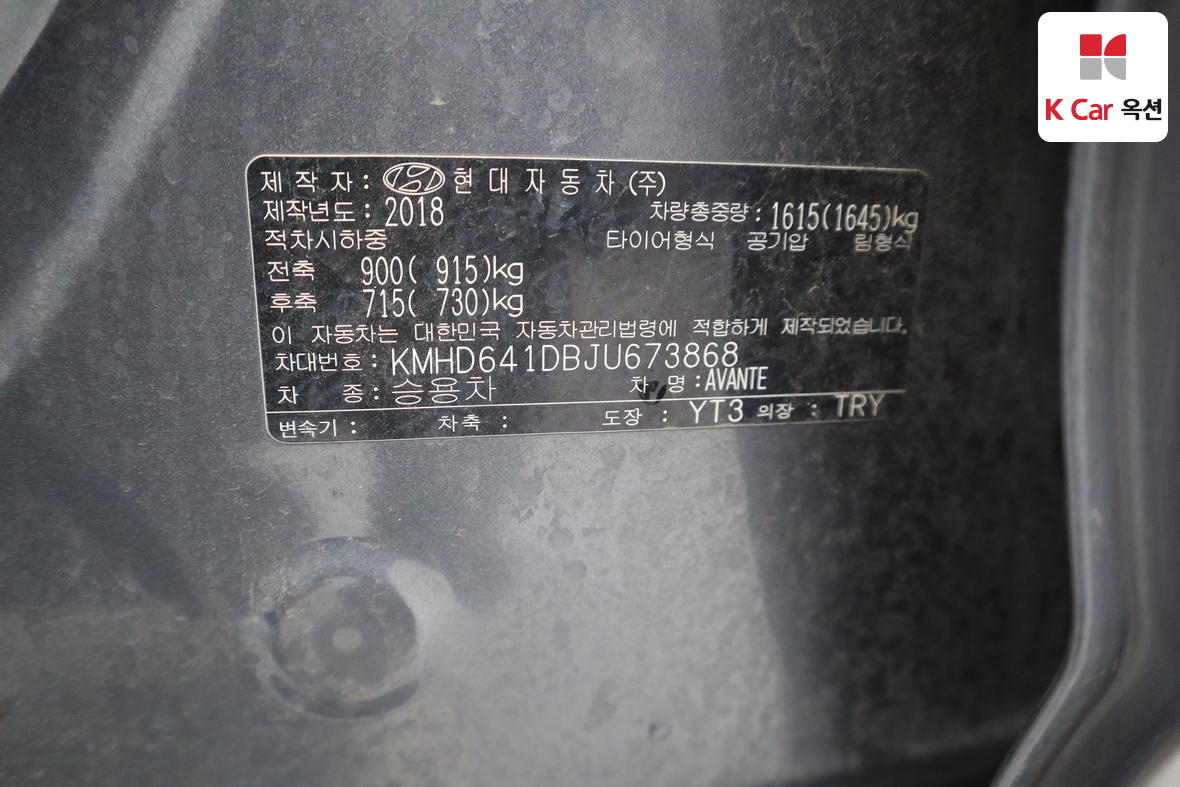 K Car 옥션
제 작 자 : 현 대 자 동 차 (주)
제작년도 : 2018 차량총중량 : 1615(1645)kg
적차시하중 타이어형식 공기압 림형식
전축 900( 915)kg
후축 715( 730)kg
이 자동차는 대한민국 자동차관리법령에 적합하게 제작되었습니다.
차대번호 : KMHD641DBJU673868
차 종 : 승용차 차 명 : AVANTE
변속기 : 차축 : 도장 : YT3 의장 : TRY